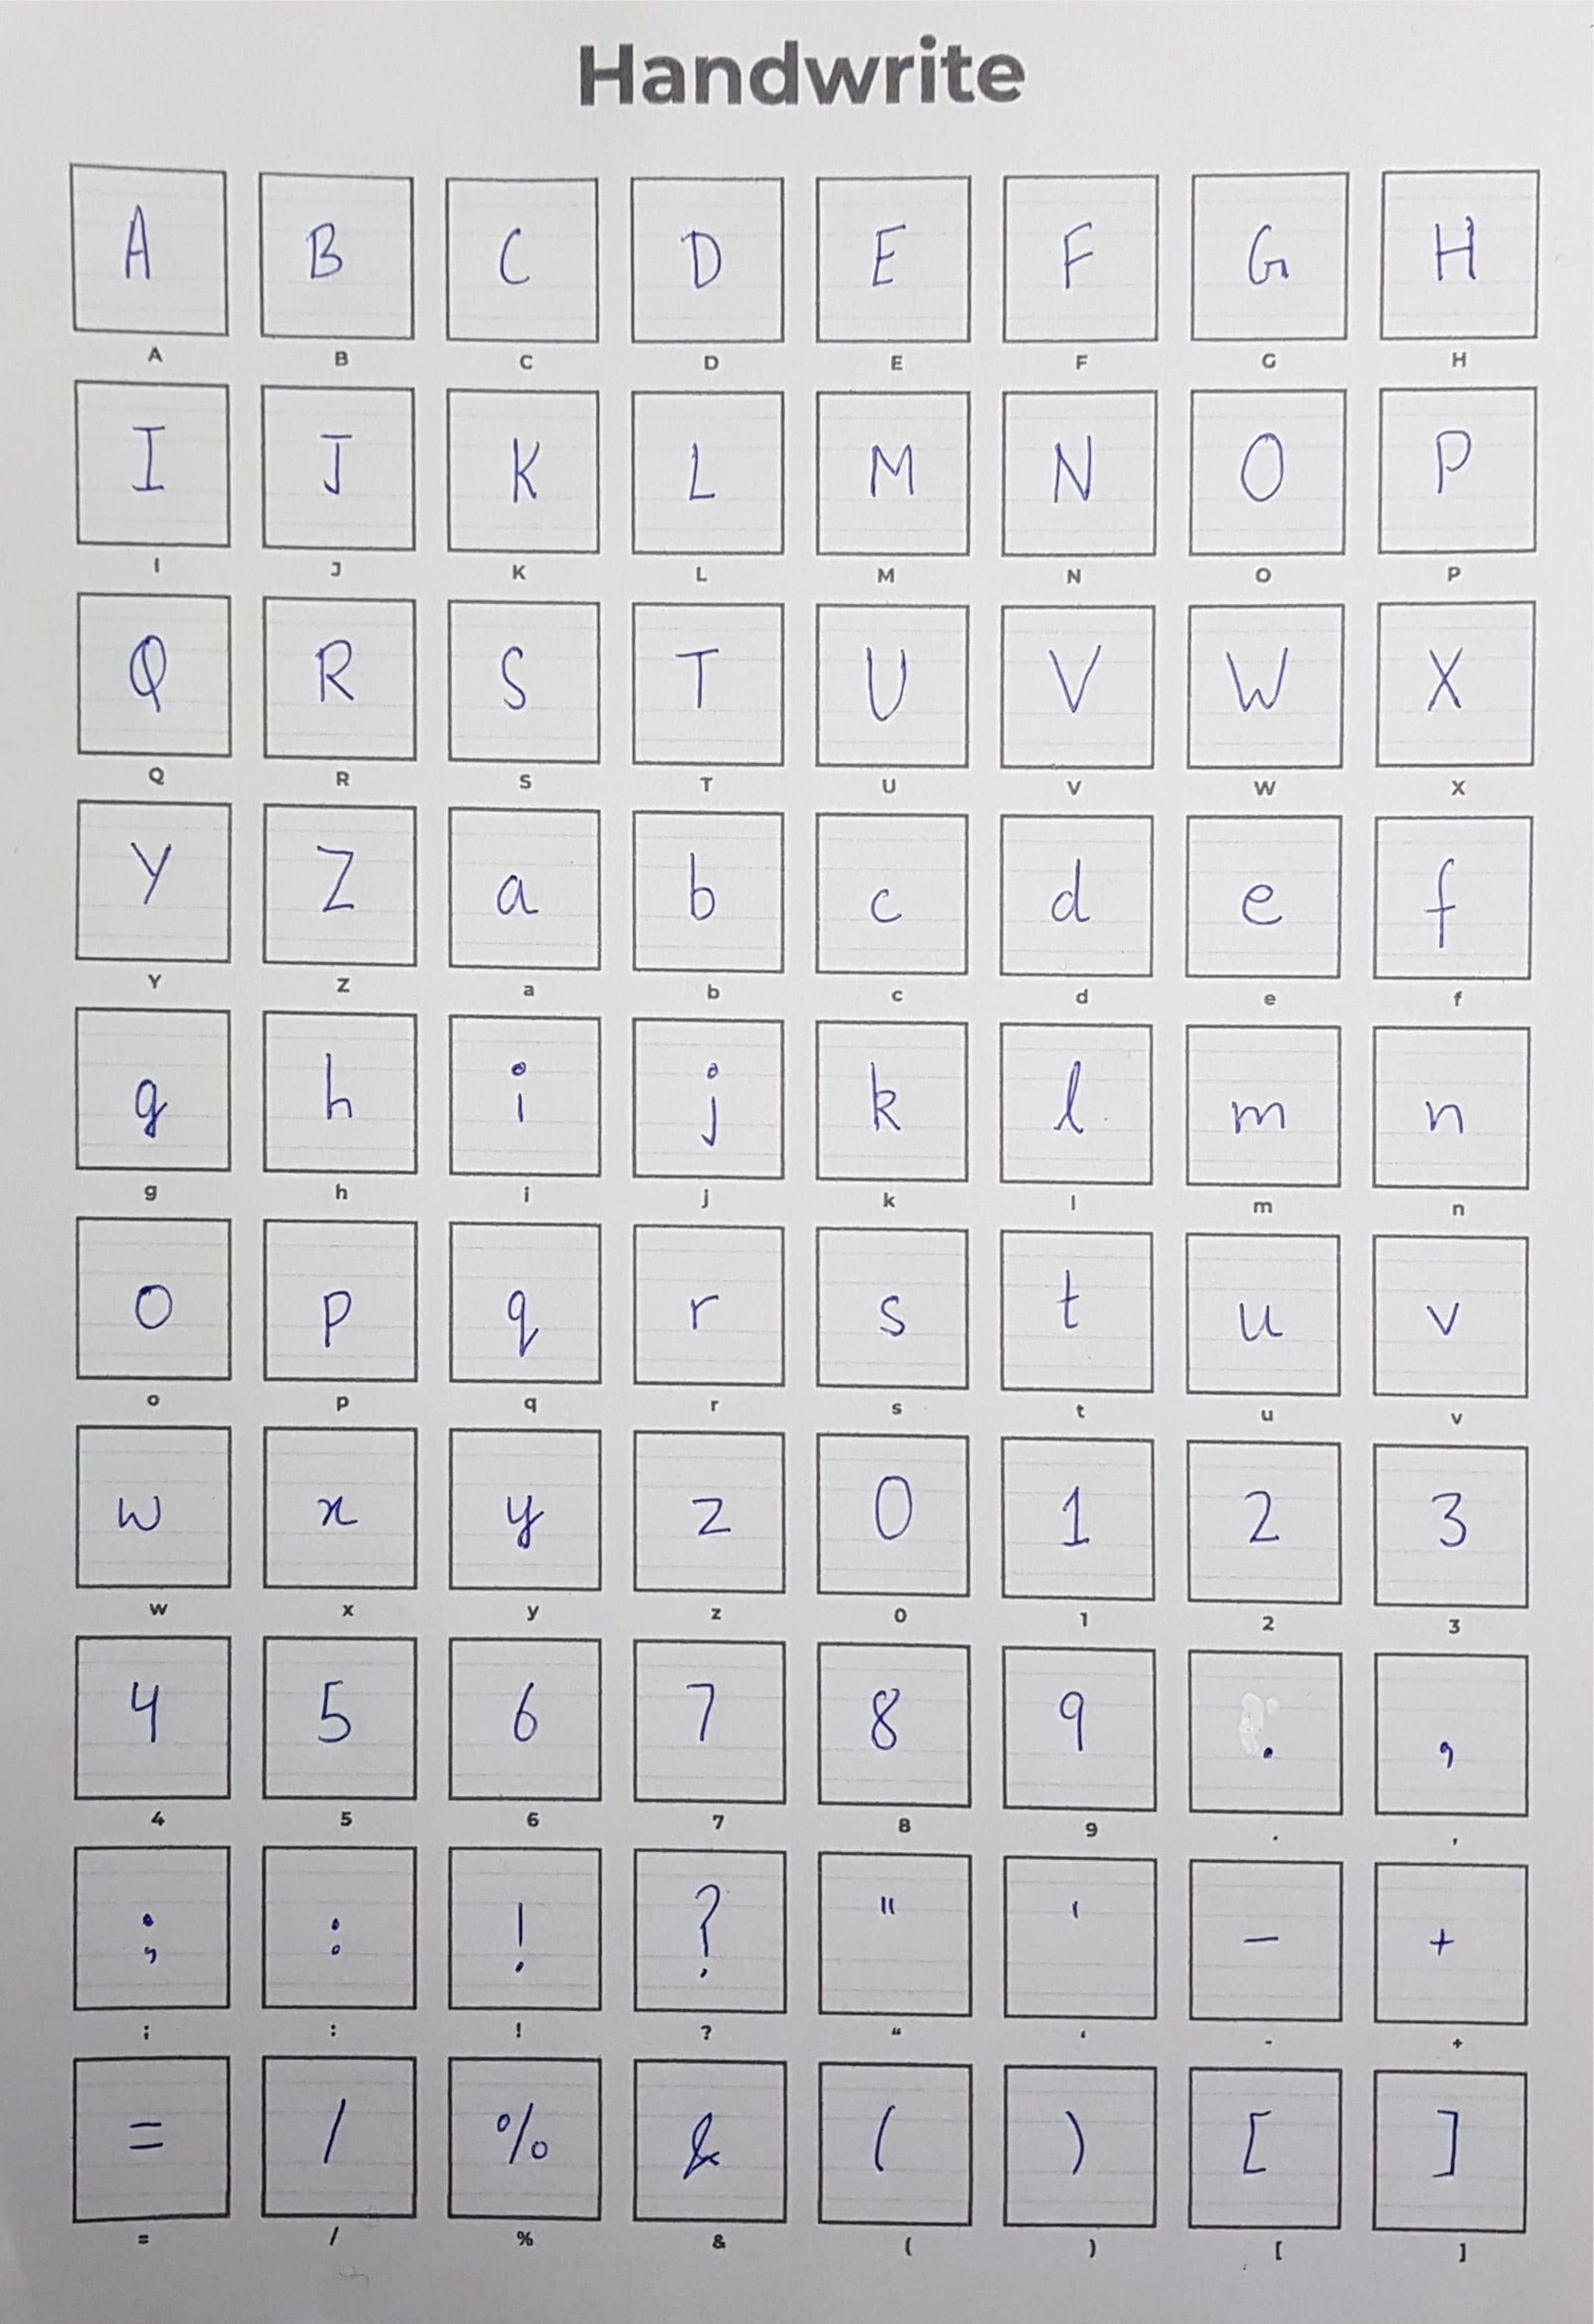 Handwrite
A B C D E F G H
A B C D E F G H
I J K L M N O P
I J K L M N O P
Q R S T U V W X
Q R S T U V W X
Y Z a b c d e f
Y Z a b c d e f
g h i j k l m n
g h i j k l m n
o p q r s t u v
o p q r s t u v
w x y z 0 1 2 3
w x y z 0 1 2 3
4 5 6 7 8 9 . ,
4 5 6 7 8 9 . ,
; : ! ? " ' - +
; : ! ? “ ‘ - +
= / % & ( ) [ ]
= / % & ( ) [ ]